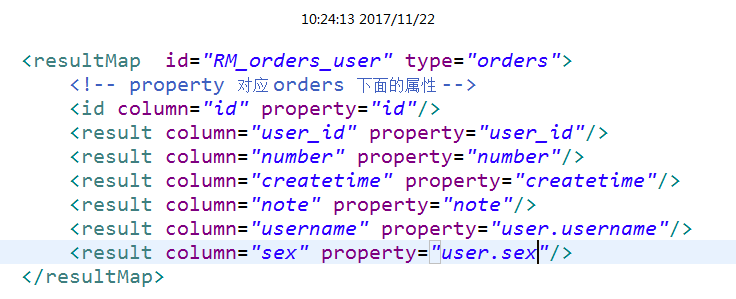 10:24:13 2017/11/22
<resultMap  id="RM_orders_user" type="orders">
    <!-- property 对应 orders 下面的属性 -->
    <id column="id" property="id"/>
    <result column="user_id" property="user_id"/>
    <result column="number" property="number"/>
    <result column="createtime" property="createtime"/>
    <result column="note" property="note"/>
    <result column="username" property="user.username"/>
    <result column="sex" property="user.sex"/>
</resultMap>